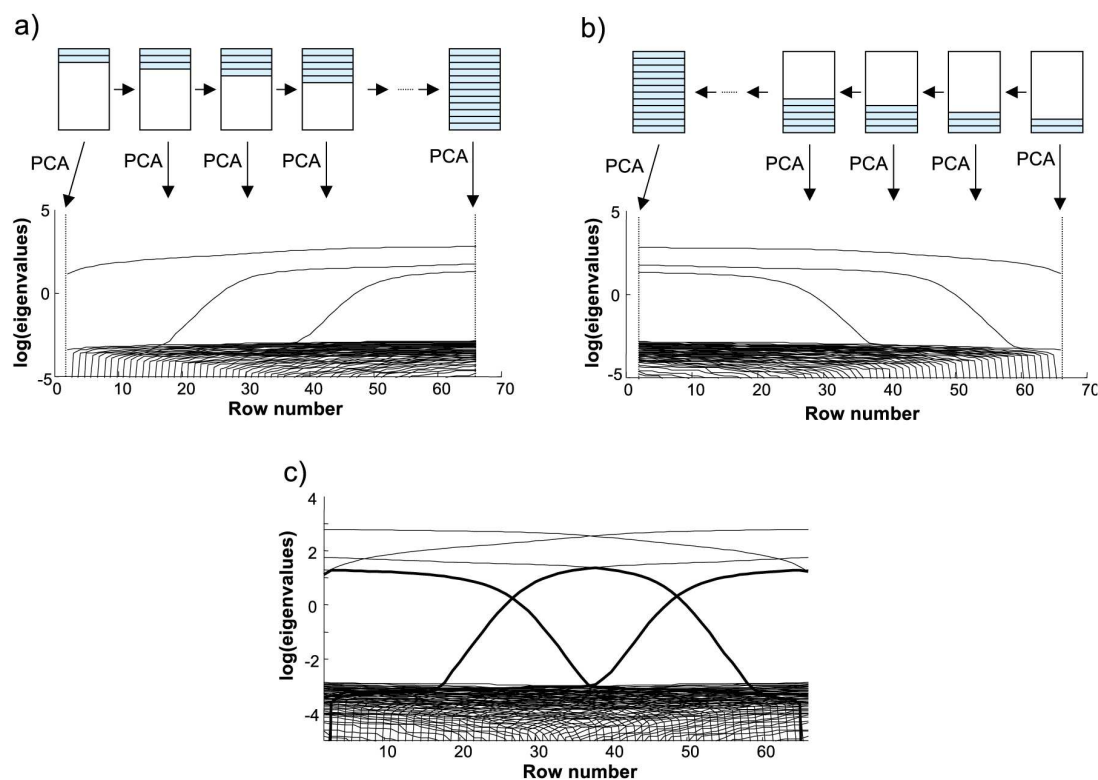 a)
PCA PCA PCA PCA PCA
5
0
-5
log(eigenvalues)
0 10 20 30 40 50 60 70
Row number
b)
PCA PCA PCA PCA PCA
5
0
-5
log(eigenvalues)
0 10 20 30 40 50 60 70
Row number
c)
4
2
0
-2
-4
log(eigenvalues)
10 20 30 40 50 60
Row number